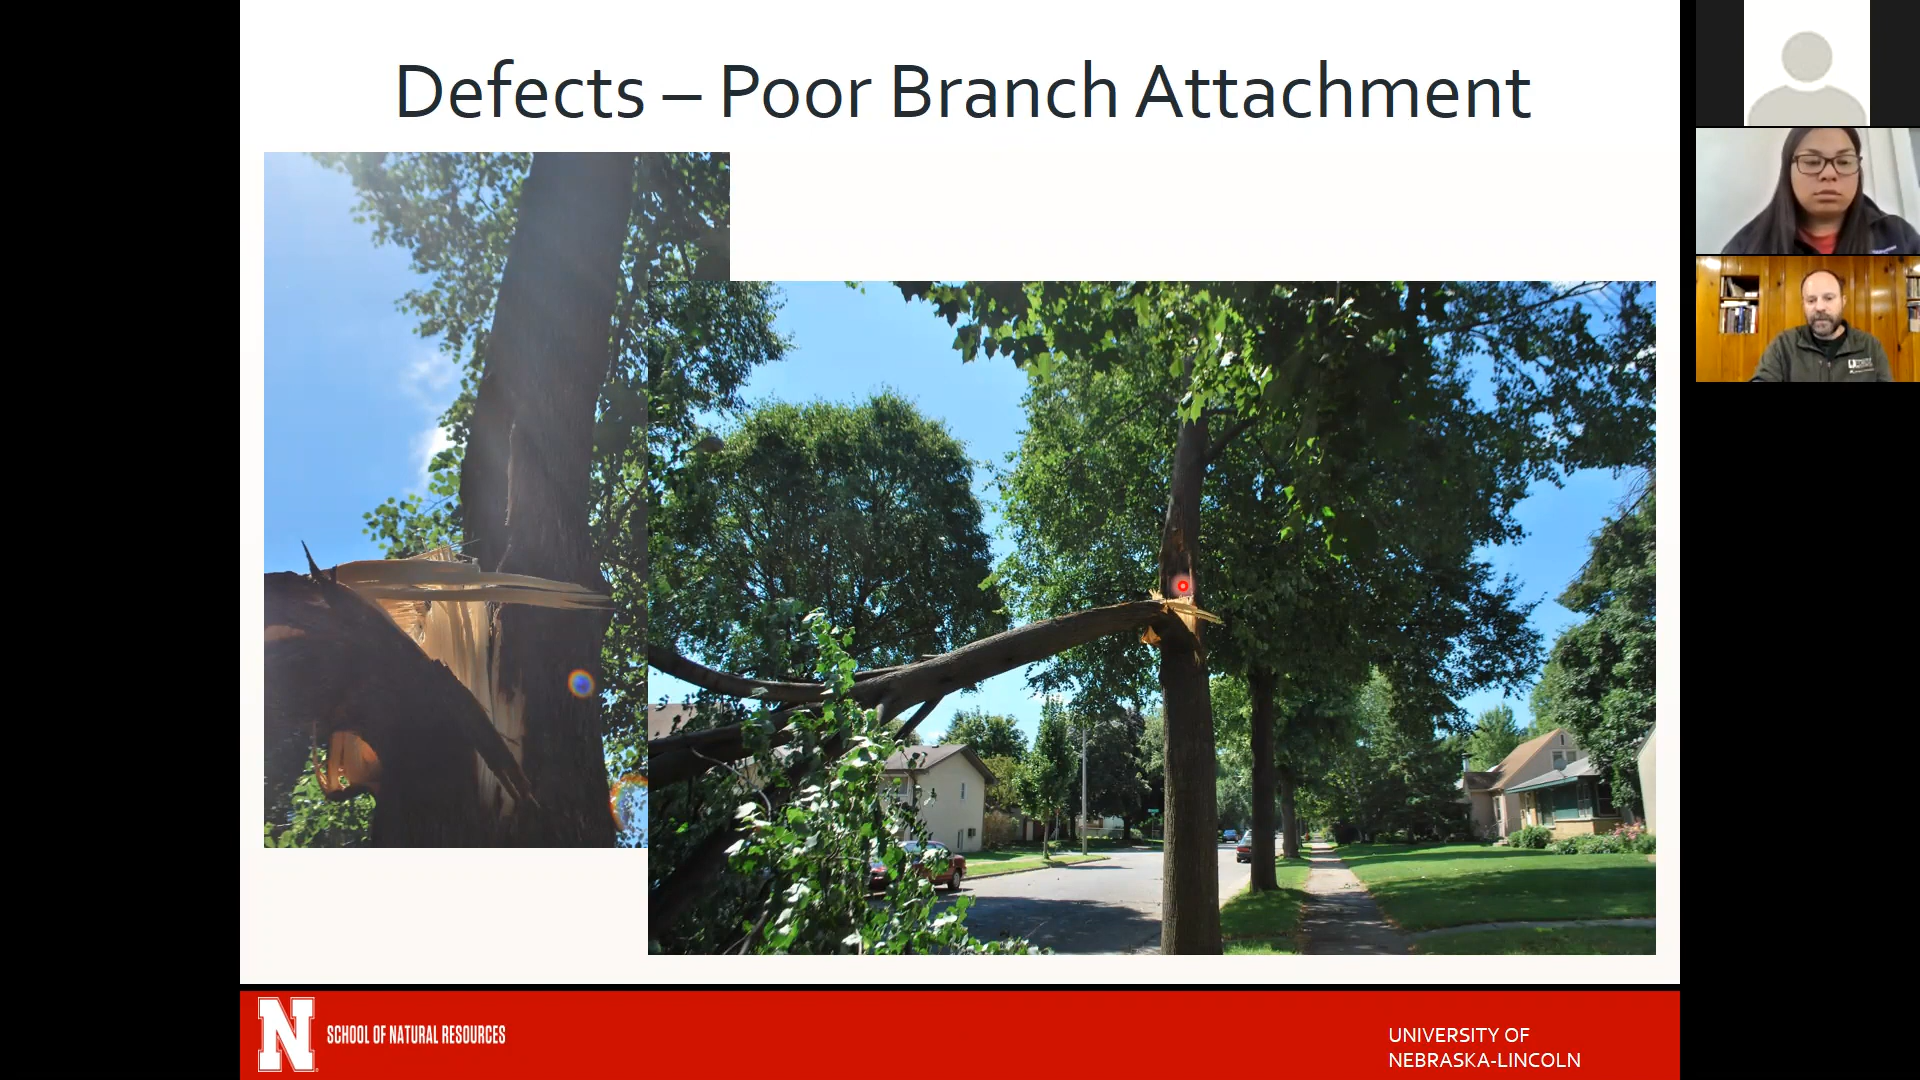 Defects – Poor Branch Attachment
N
SCHOOL OF NATURAL RESOURCES
UNIVERSITY OF
NEBRASKA-LINCOLN